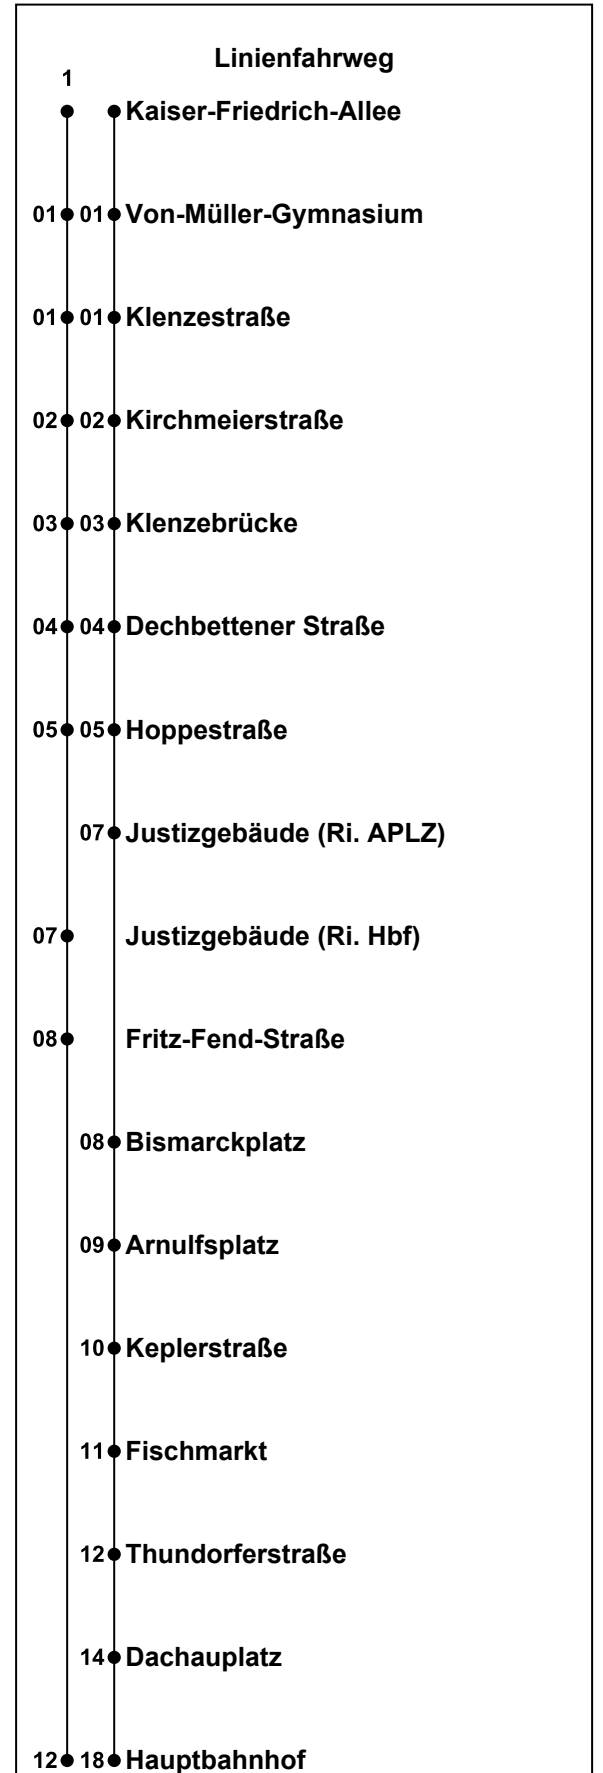 Linienfahrweg
1
Kaiser-Friedrich-Allee
01 01 Von-Müller-Gymnasium
01 01 Klenzestraße
02 02 Kirchmeierstraße
03 03 Klenzebrücke
04 04 Dechbettener Straße
05 05 Hoppestraße
07 Justizgebäude (Ri. APLZ)
07 Justizgebäude (Ri. Hbf)
08 Fritz-Fend-Straße
08 Bismarckplatz
09 Arnulfsplatz
10 Keplerstraße
11 Fischmarkt
12 Thundorferstraße
14 Dachauplatz
12 18 Hauptbahnhof